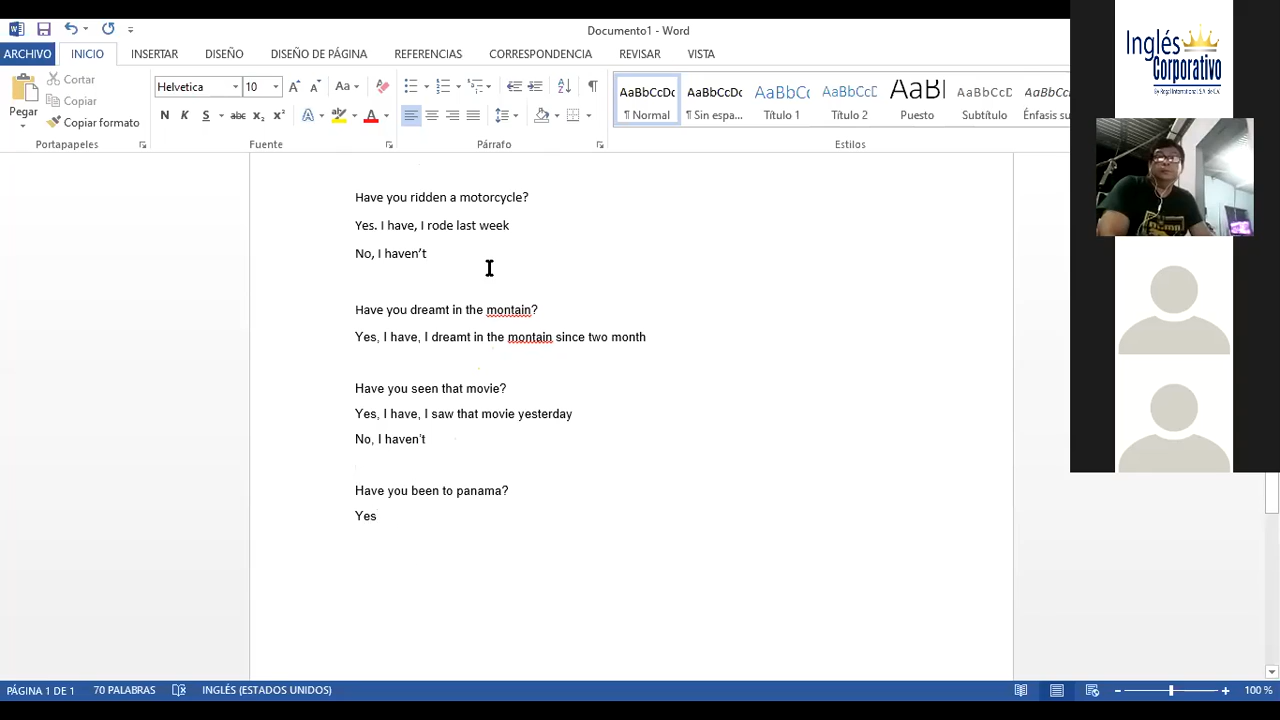 Documento1 - Word
ARCHIVO INICIO INSERTAR DISEÑO DISEÑO DE PÁGINA REFERENCIAS CORRESPONDENCIA REVISAR VISTA
Pegar
Cortar
Copiar
Copiar formato
Portapapeles
Helvetica 10
N K S abc x₂ x²
Fuente
Párrafo
AaBbCcDc AaBbCcDc AaBbCc AaBbCcD AaBl AaBbCcD AaBbCcDc
¶ Normal ¶ Sin espa... Título 1 Título 2 Puesto Subtítulo Énfasis su
Estilos
Inglés
Corporativo
Have you ridden a motorcycle?
Yes. I have, I rode last week
No, I haven’t
Have you dreamt in the montain?
Yes, I have, I dreamt in the montain since two month
Have you seen that movie?
Yes, I have, I saw that movie yesterday
No, I haven’t
Have you been to panama?
Yes
PÁGINA 1 DE 1 70 PALABRAS INGLÉS (ESTADOS UNIDOS) 100 %